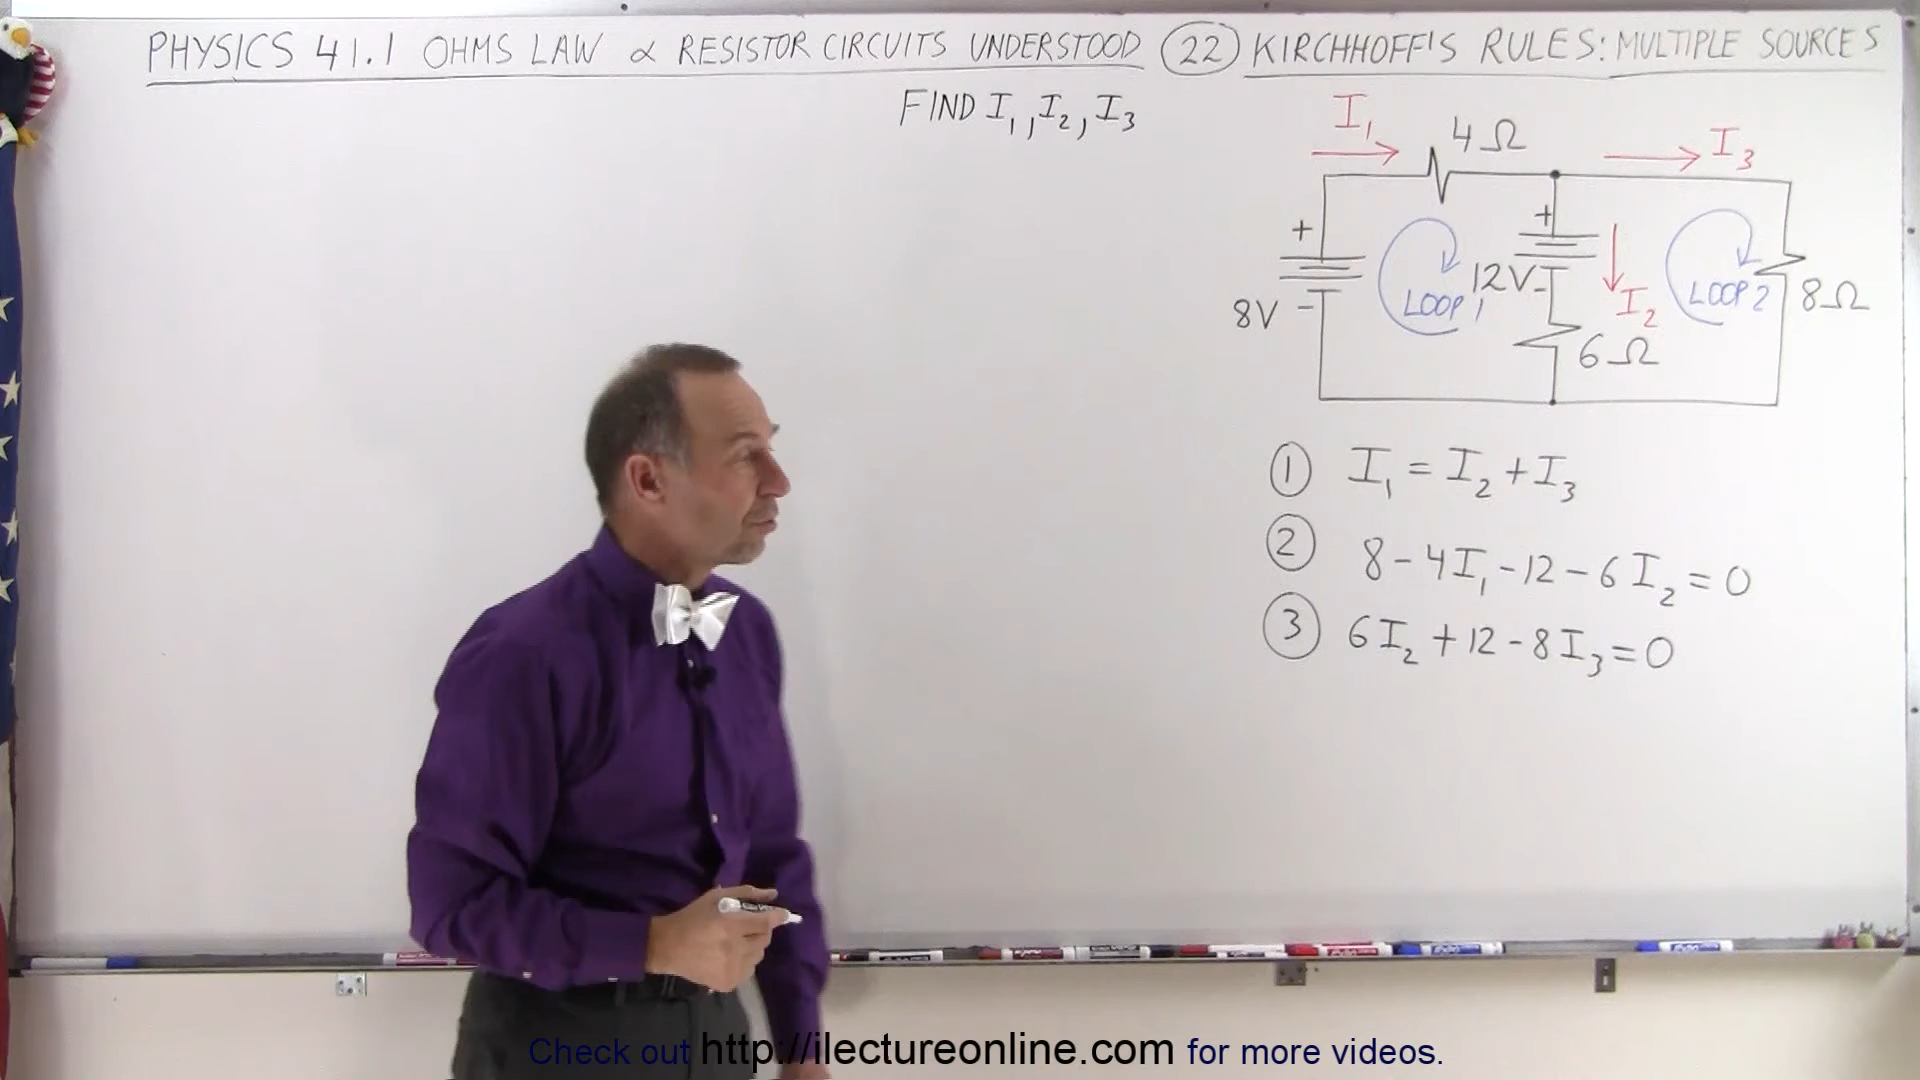 PHYSICS 41.1 OHMS LAW & RESISTOR CIRCUITS UNDERSTOOD 22 KIRCHHOFF'S RULES: MULTIPLE SOURCES
FIND I₁, I₂, I₃
I₁
4Ω
I₃
+
+
8V
-
LOOP 1
12V
-
I₂
LOOP 2
8Ω
6Ω
① I₁ = I₂ + I₃
② 8 - 4I₁ - 12 - 6I₂ = 0
③ 6I₂ + 12 - 8I₃ = 0
Check out http://ilectureonline.com for more videos.